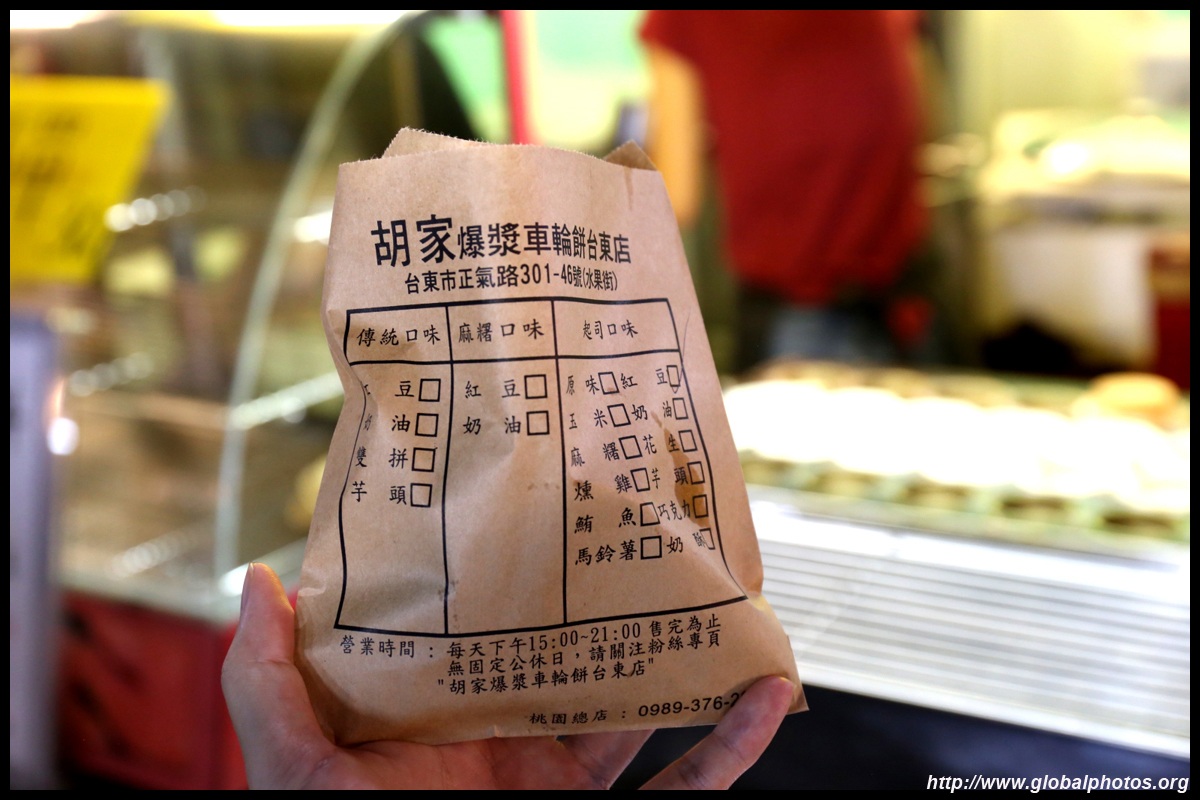 胡家爆漿車輪餅台東店
台東市正氣路301-46號(水果街)
傳統口味 麻糬口味 起司口味
豆□ 紅豆□ 原味□紅豆□
油□ 奶油□ 玉米□奶油□
雙拼□ 麻糬□花生□
芋頭□ 燻雞□芋頭□
鮪魚□巧克力□
馬鈴薯□奶□
營業時間：每天下午15:00~21:00 售完為止
無固定公休日，請關注粉絲專頁
"胡家爆漿車輪餅台東店"
桃園總店：0989-376-2
http://www.globalphotos.org